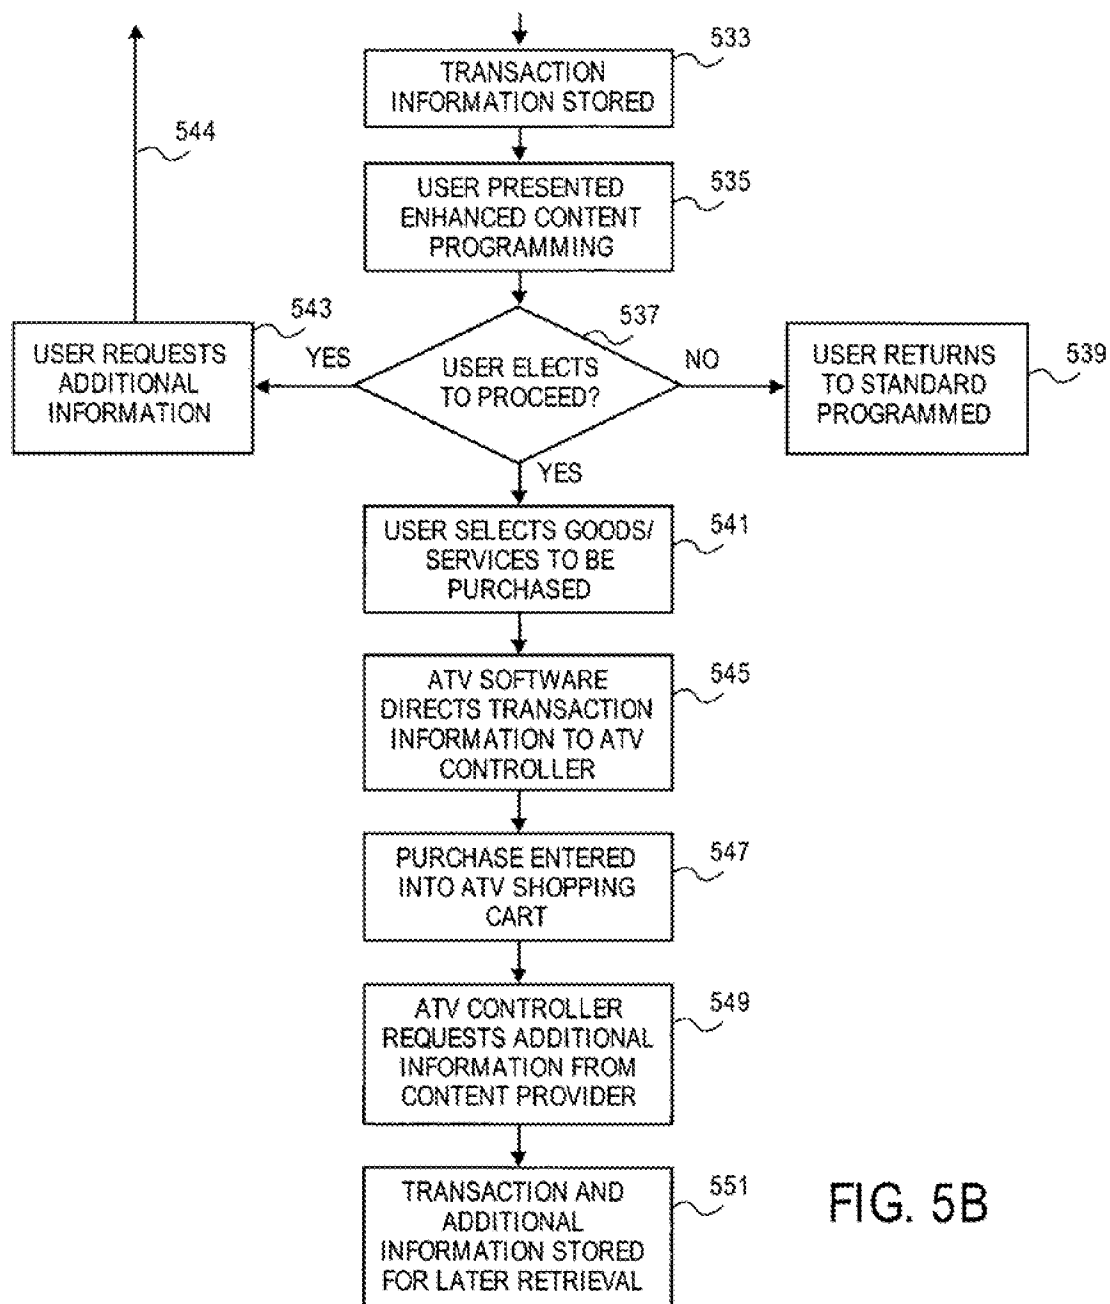 533
TRANSACTION
INFORMATION STORED
544
535
USER PRESENTED
ENHANCED CONTENT
PROGRAMMING
543
537
USER REQUESTS
ADDITIONAL
INFORMATION
YES
USER ELECTS
TO PROCEED?
NO
USER RETURNS
TO STANDARD
PROGRAMMED
539
YES
USER SELECTS GOODS/
SERVICES TO BE
PURCHASED
541
ATV SOFTWARE
DIRECTS TRANSACTION
INFORMATION TO ATV
CONTROLLER
545
PURCHASE ENTERED
INTO ATV SHOPPING
CART
547
ATV CONTROLLER
REQUESTS ADDITIONAL
INFORMATION FROM
CONTENT PROVIDER
549
TRANSACTION AND
ADDITIONAL
INFORMATION STORED
FOR LATER RETRIEVAL
551
FIG. 5B